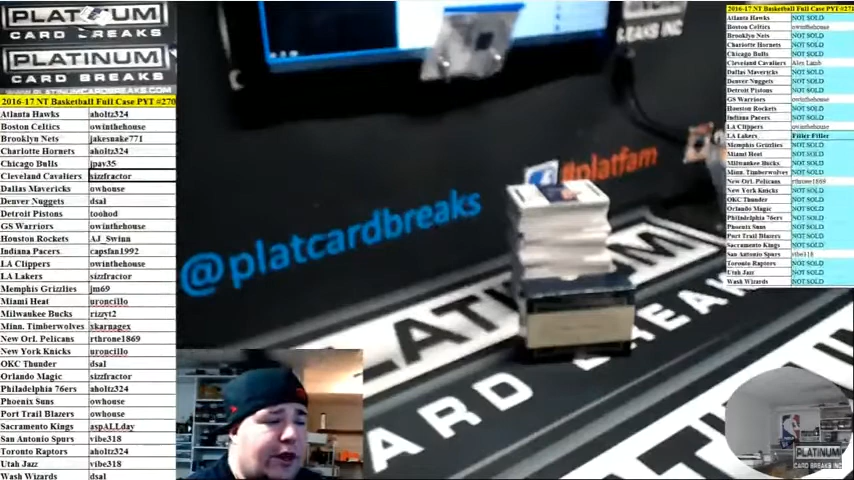 PLATINUM
CARD BREAKS
PLATINUM
CARD BREAKS
WWW.PLATINUMCARDBREAKS.COM
2016-17 NT Basketball Full Case PYT #270
Atlanta Hawks aholtz324
Boston Celtics owinthehouse
Brooklyn Nets jakesnake771
Charlotte Hornets aholtz324
Chicago Bulls jpav35
Cleveland Cavaliers sizzfractor
Dallas Mavericks owhouse
Denver Nuggets dsal
Detroit Pistons toohod
GS Warriors owinthehouse
Houston Rockets AJ_Swinn
Indiana Pacers capsfan1992
LA Clippers owinthehouse
LA Lakers sizzfractor
Memphis Grizzlies jm69
Miami Heat uroncillo
Milwaukee Bucks rizzyt2
Minn. Timberwolves xkarnagex
New Orl. Pelicans rthrone1869
New York Knicks uroncillo
OKC Thunder dsal
Orlando Magic sizzfractor
Philadelphia 76ers aholtz324
Phoenix Suns owhouse
Port Trail Blazers owhouse
Sacramento Kings aspALLday
San Antonio Spurs vibe318
Toronto Raptors aholtz324
Utah Jazz vibe318
Wash Wizards dsal
@platcardbreaks
#platfam
PLATINUM
CARD BREAKS
2016-17 NT Basketball Full Case PYT #271
Atlanta Hawks NOT SOLD
Boston Celtics owinthehouse
Brooklyn Nets NOT SOLD
Charlotte Hornets NOT SOLD
Chicago Bulls NOT SOLD
Cleveland Cavaliers Alex Lamb
Dallas Mavericks NOT SOLD
Denver Nuggets NOT SOLD
Detroit Pistons NOT SOLD
GS Warriors owinthehouse
Houston Rockets NOT SOLD
Indiana Pacers NOT SOLD
LA Clippers owinthehouse
LA Lakers Filler Filler
Memphis Grizzlies NOT SOLD
Miami Heat NOT SOLD
Milwaukee Bucks NOT SOLD
Minn. Timberwolves NOT SOLD
New Orl. Pelicans rthrone1869
New York Knicks NOT SOLD
OKC Thunder NOT SOLD
Orlando Magic NOT SOLD
Philadelphia 76ers NOT SOLD
Phoenix Suns NOT SOLD
Port Trail Blazers NOT SOLD
Sacramento Kings NOT SOLD
San Antonio Spurs vibe318
Toronto Raptors NOT SOLD
Utah Jazz NOT SOLD
Wash Wizards NOT SOLD
PLATINUM
CARD BREAKS INC